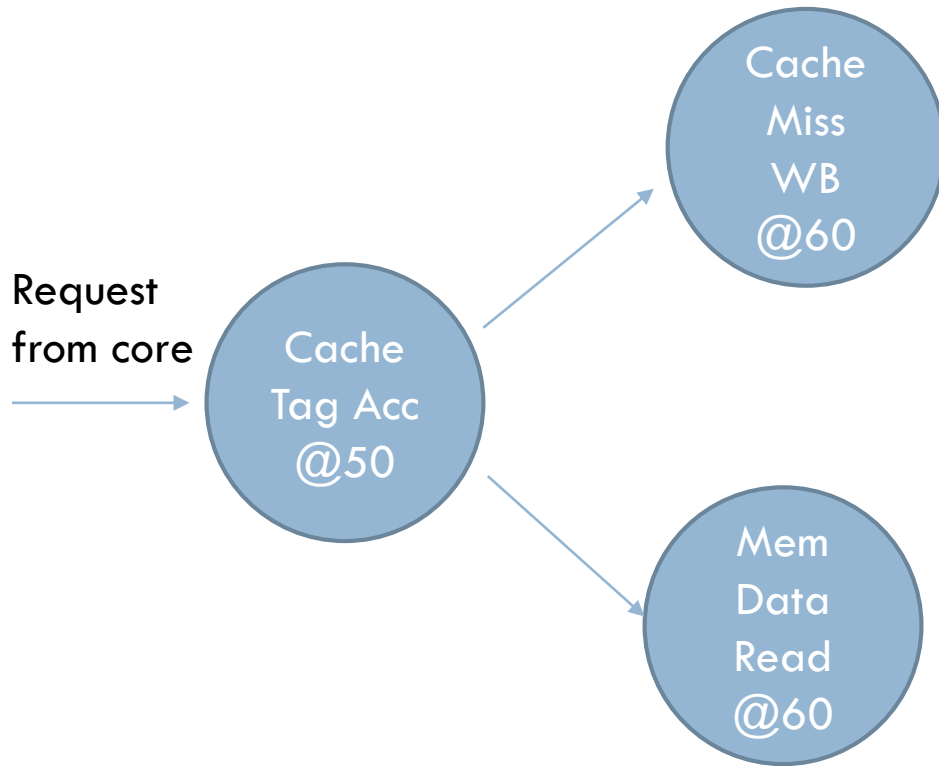 Request
from core
Cache
Tag Acc
@50
Cache
Miss
WB
@60
Mem
Data
Read
@60